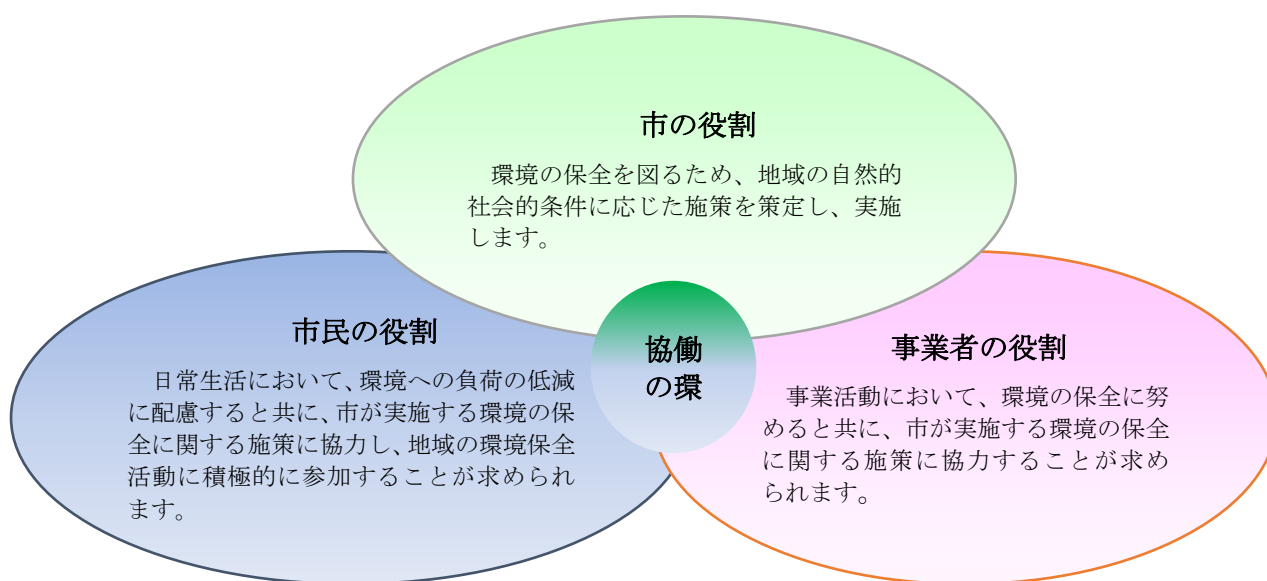 市の役割
環境の保全を図るため、地域の自然的
社会的条件に応じた施策を策定し、実施
します。
市民の役割
日常生活において、環境への負荷の低減
に配慮すると共に、市が実施する環境の保
全に関する施策に協力し、地域の環境保全
活動に積極的に参加することが求められ
ます。
協働
の環
事業者の役割
事業活動において、環境の保全に努
めると共に、市が実施する環境の保全
に関する施策に協力することが求め
られます。